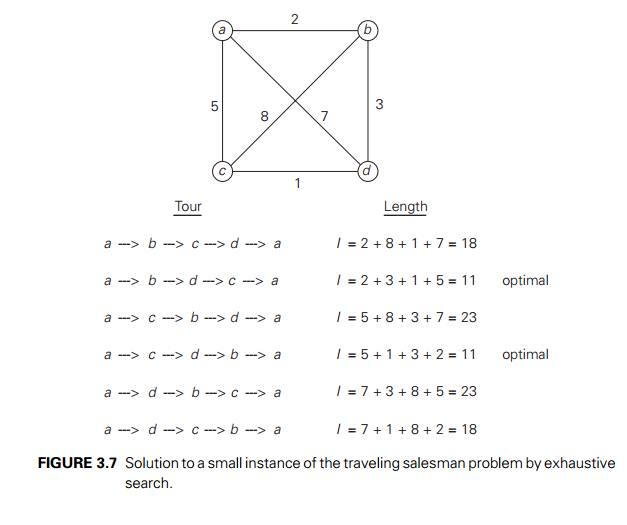 a
2
b
5
8
7
3
c
1
d
Tour Length
a ---> b ---> c ---> d ---> a l = 2 + 8 + 1 + 7 = 18
a ---> b ---> d ---> c ---> a l = 2 + 3 + 1 + 5 = 11 optimal
a ---> c ---> b ---> d ---> a l = 5 + 8 + 3 + 7 = 23
a ---> c ---> d ---> b ---> a l = 5 + 1 + 3 + 2 = 11 optimal
a ---> d ---> b ---> c ---> a l = 7 + 3 + 8 + 5 = 23
a ---> d ---> c ---> b ---> a l = 7 + 1 + 8 + 2 = 18
FIGURE 3.7 Solution to a small instance of the traveling salesman problem by exhaustive
search.